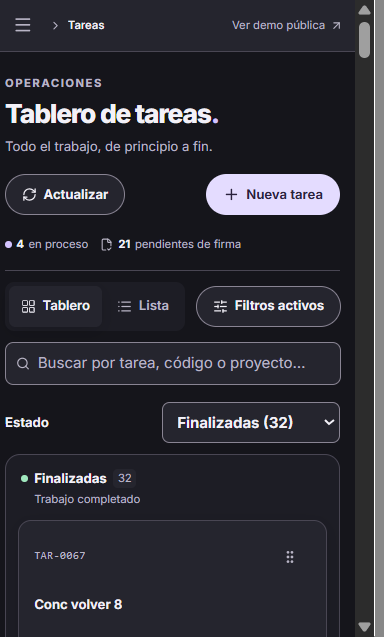 Tareas
Ver demo pública
OPERACIONES
Tablero de tareas.
Todo el trabajo, de principio a fin.
Actualizar
Nueva tarea
4 en proceso
21 pendientes de firma
Tablero
Lista
Filtros activos
Buscar por tarea, código o proyecto...
Estado
Finalizadas (32)
Finalizadas 32
Trabajo completado
TAR-0067
Conc volver 8